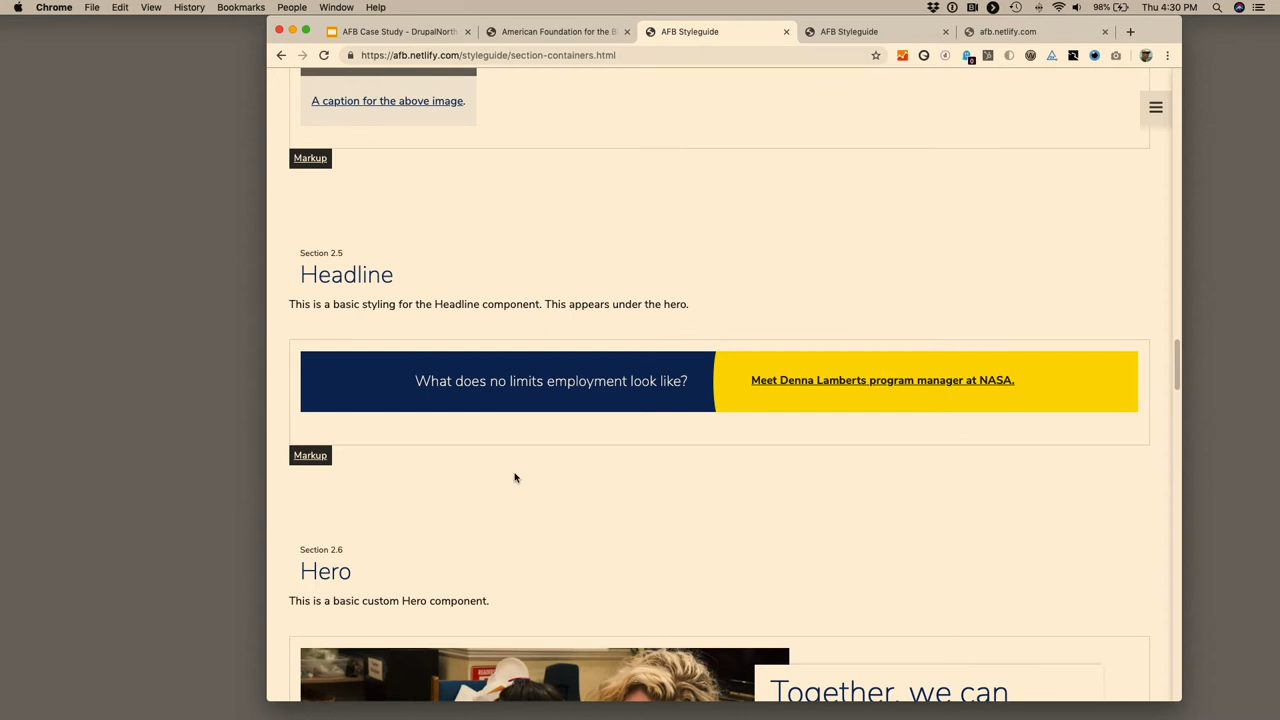 Chrome File Edit View History Bookmarks People Window Help 98% Thu 4:30 PM
AFB Case Study - DrupalNorth American Foundation for the B AFB Styleguide AFB Styleguide afb.netlify.com
https://afb.netlify.com/styleguide/section-containers.html
A caption for the above image.
Markup
Section 2.5
Headline
This is a basic styling for the Headline component. This appears under the hero.
What does no limits employment look like? Meet Denna Lamberts program manager at NASA.
Markup
Section 2.6
Hero
This is a basic custom Hero component.
Together, we can